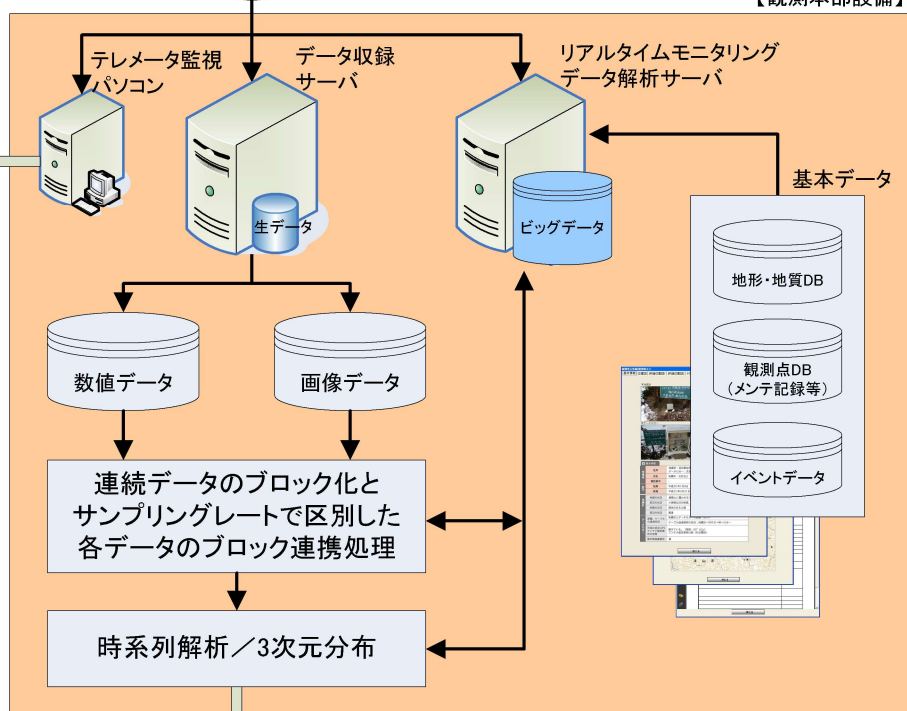 【観測本部設備】
テレメータ監視
パソコン
データ収録
サーバ
リアルタイムモニタリング
データ解析サーバ
生データ
ビッグデータ
基本データ
地形・地質DB
観測点DB
（メンテ記録等）
イベントデータ
数値データ
画像データ
連続データのブロック化と
サンプリングレートで区別した
各データのブロック連携処理
時系列解析／3次元分布